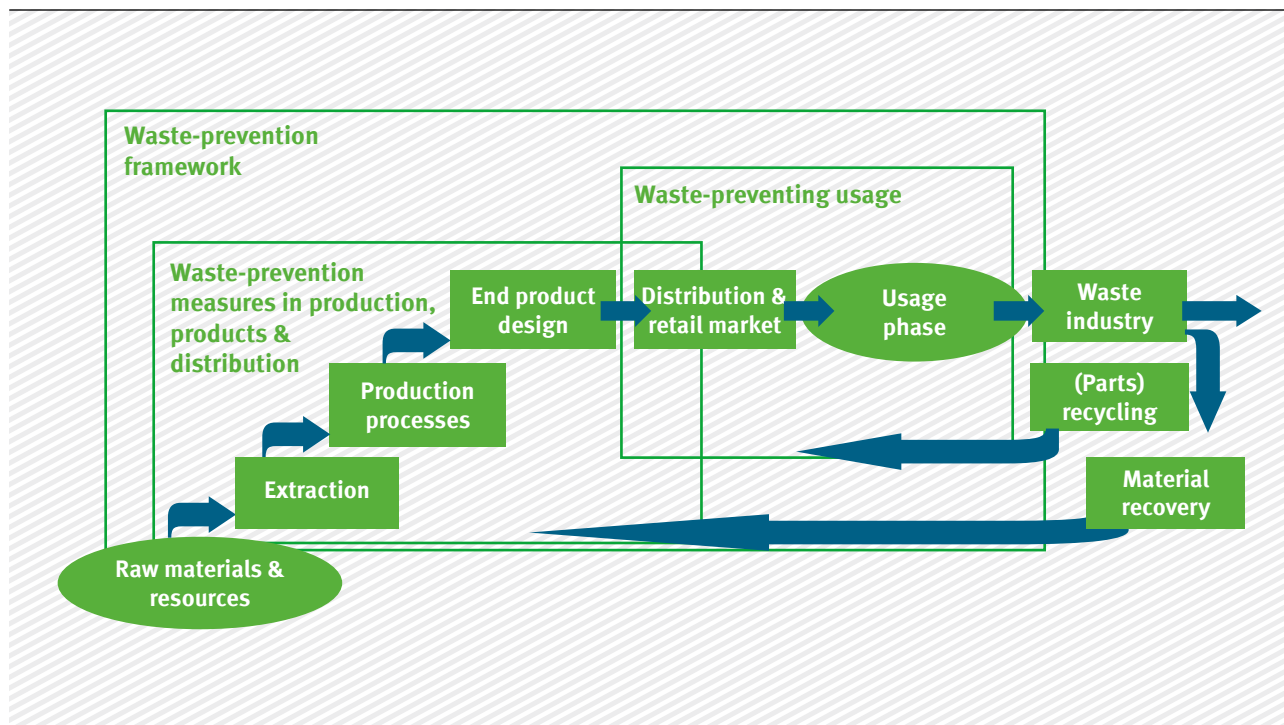 Waste-prevention
framework
Waste-preventing usage
Waste-prevention
measures in production,
products &
distribution
End product
design
Distribution &
retail market
Usage
phase
Waste
industry
Production
processes
(Parts)
recycling
Extraction
Material
recovery
Raw materials &
resources